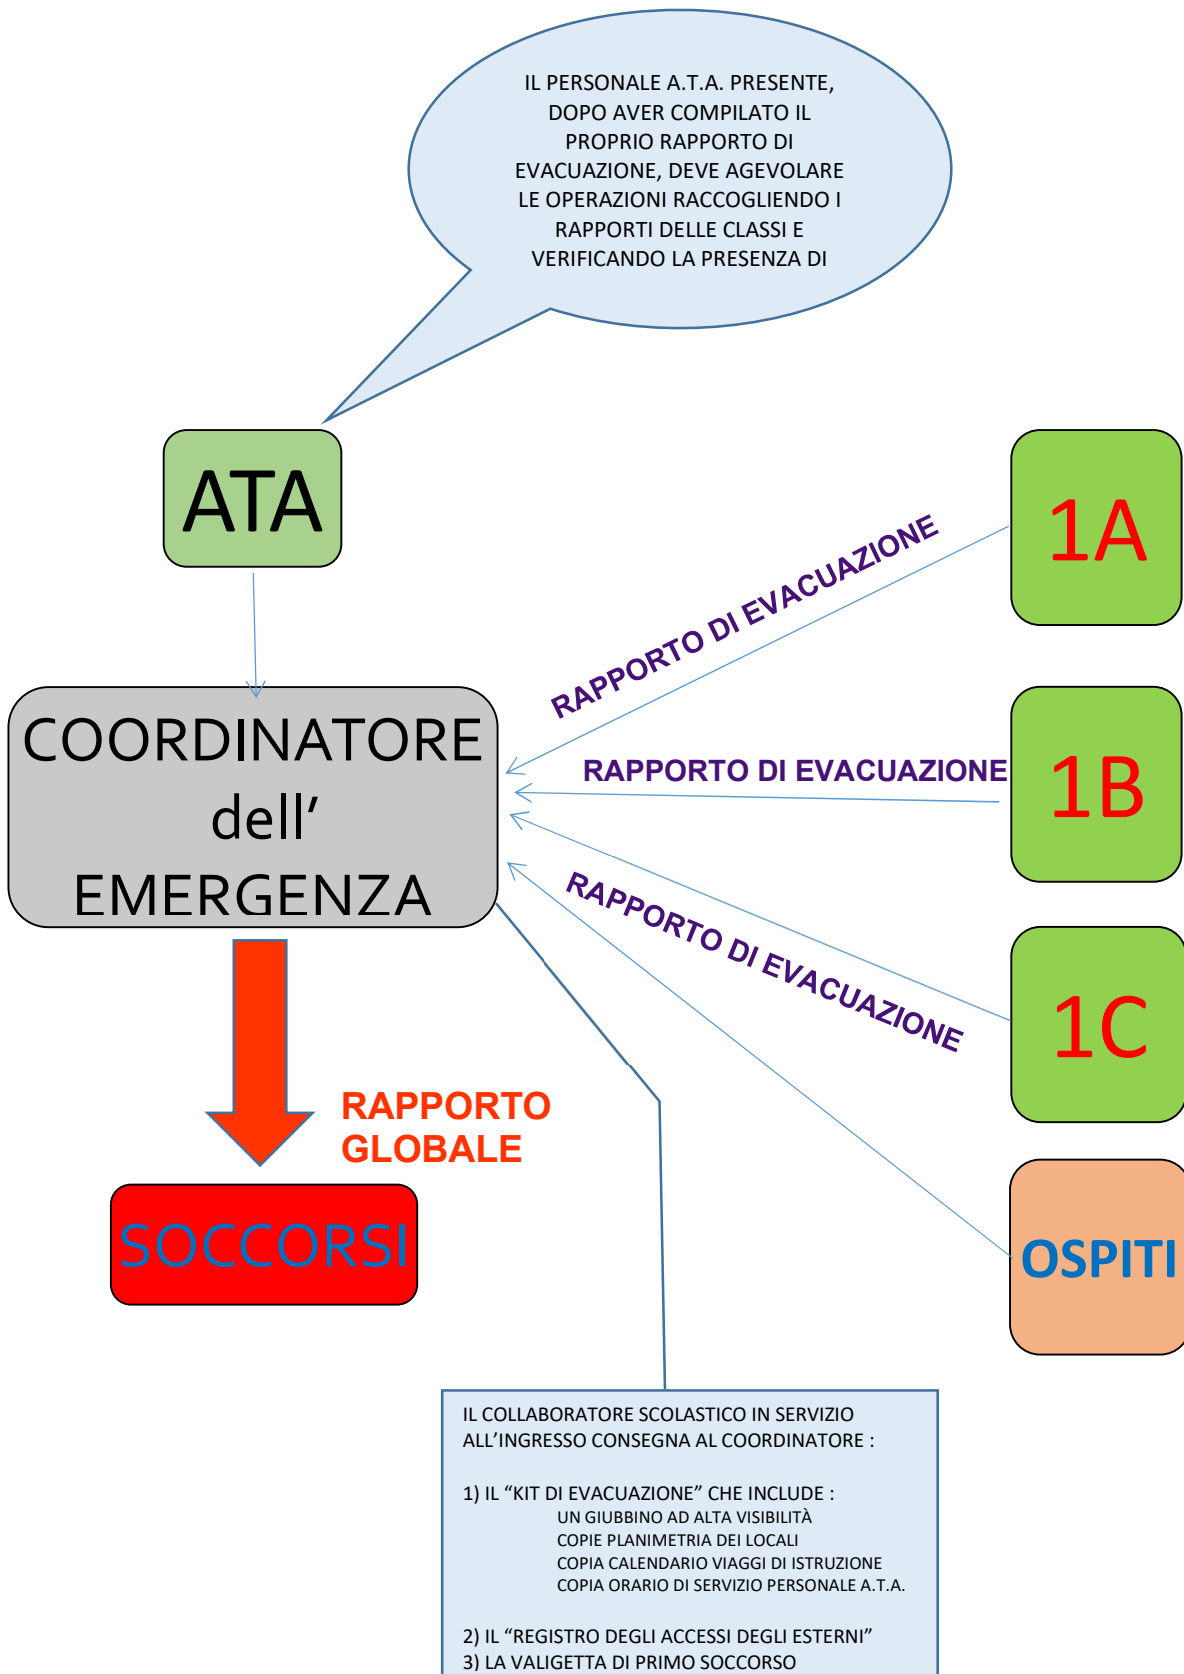 IL PERSONALE A.T.A. PRESENTE,
DOPO AVER COMPILATO IL
PROPRIO RAPPORTO DI
EVACUAZIONE, DEVE AGEVOLARE
LE OPERAZIONI RACCOGLIENDO I
RAPPORTI DELLE CLASSI E
VERIFICANDO LA PRESENZA DI
ATA
1A
RAPPORTO DI EVACUAZIONE
COORDINATORE
dell’
EMERGENZA
RAPPORTO DI EVACUAZIONE
1B
RAPPORTO DI EVACUAZIONE
1C
RAPPORTO
GLOBALE
SOCCORSI
OSPITI
IL COLLABORATORE SCOLASTICO IN SERVIZIO
ALL’INGRESSO CONSEGNA AL COORDINATORE :
1) IL “KIT DI EVACUAZIONE” CHE INCLUDE :
UN GIUBBINO AD ALTA VISIBILITÀ
COPIE PLANIMETRIA DEI LOCALI
COPIA CALENDARIO VIAGGI DI ISTRUZIONE
COPIA ORARIO DI SERVIZIO PERSONALE A.T.A.
2) IL “REGISTRO DEGLI ACCESSI DEGLI ESTERNI”
3) LA VALIGETTA DI PRIMO SOCCORSO